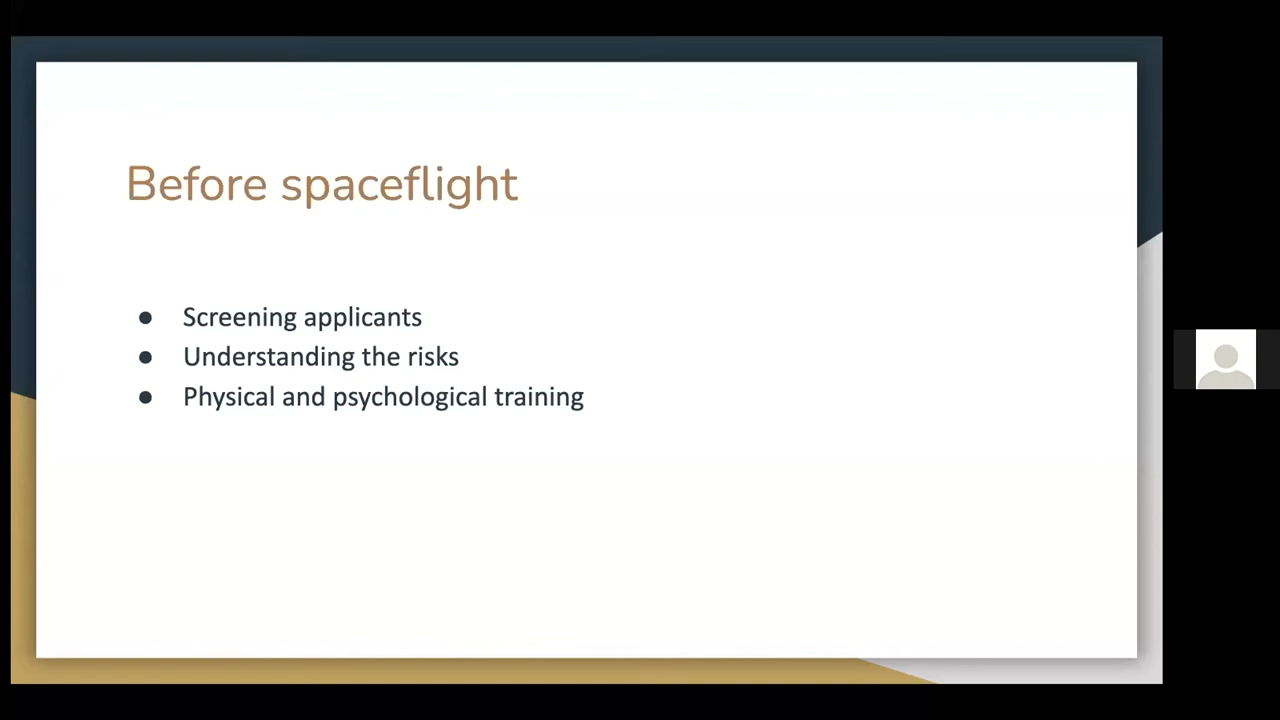 Before spaceflight
● Screening applicants
● Understanding the risks
● Physical and psychological training